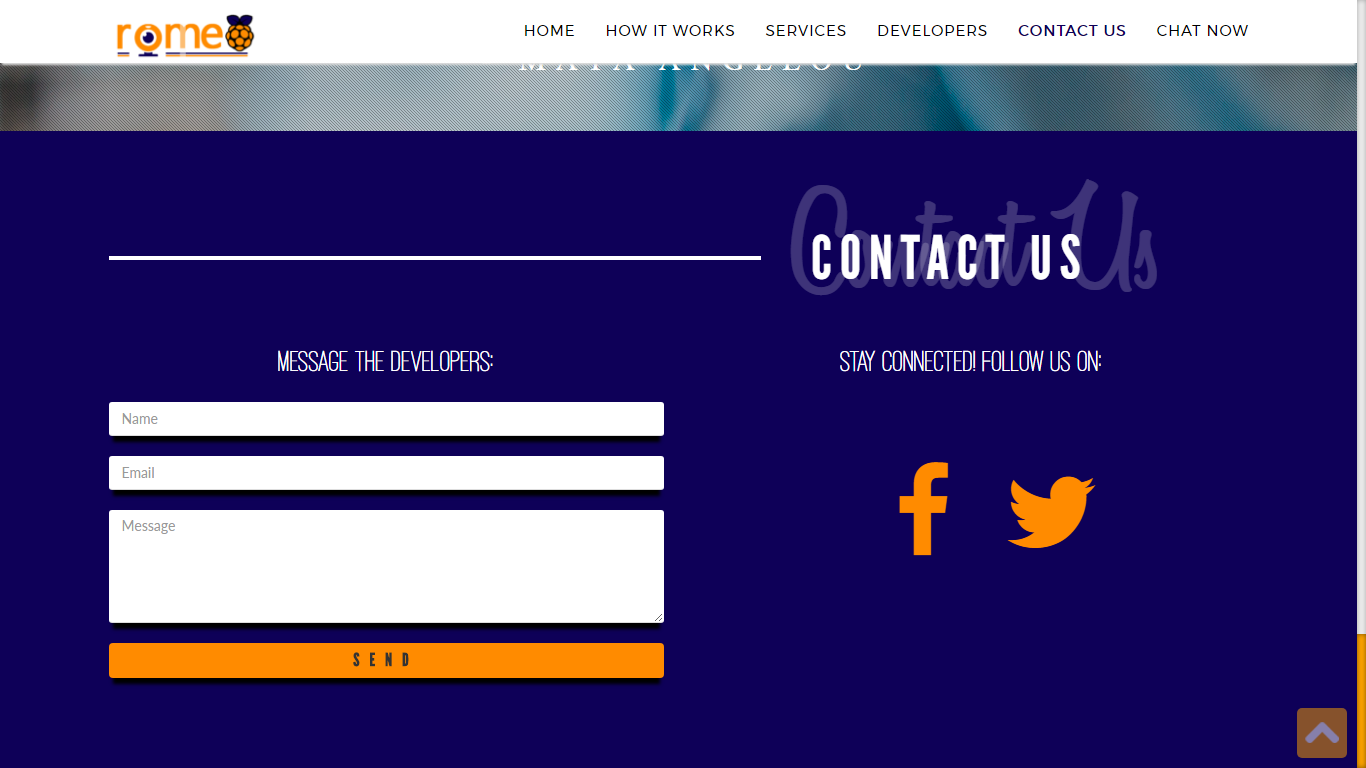 rome
HOME HOW IT WORKS SERVICES DEVELOPERS CONTACT US CHAT NOW
MAYA ANGELOU
Contact Us
CONTACT US
MESSAGE THE DEVELOPERS:
STAY CONNECTED! FOLLOW US ON:
Name
Email
Message
SEND